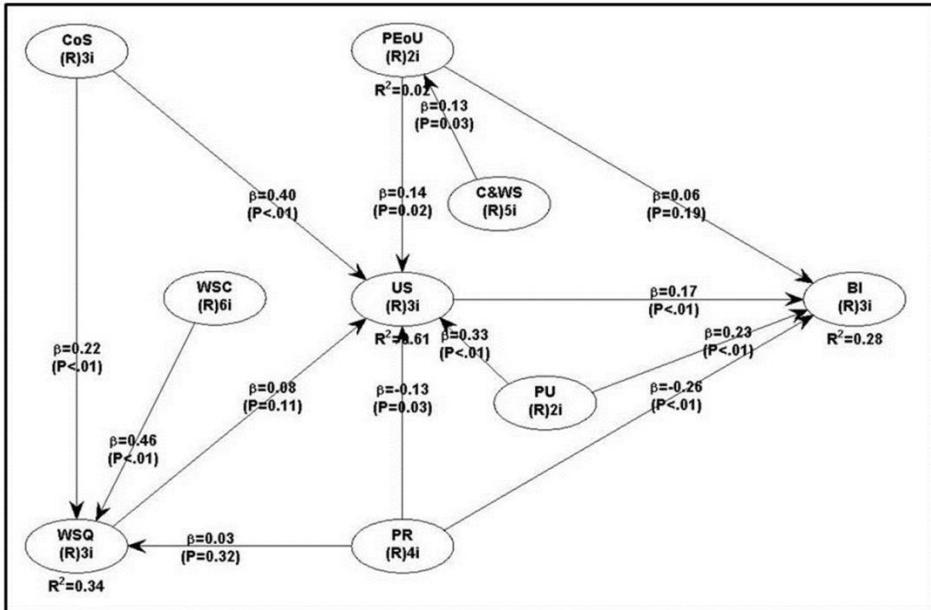 CoS
(R)3i
PEoU
(R)2i
R²=0.02
β=0.13
(P=0.03)
β=0.40
(P<.01)
β=0.14
(P=0.02)
C&WS
(R)5i
β=0.06
(P=0.19)
WSC
(R)6i
US
(R)3i
R²=0.61
β=0.17
(P<.01)
BI
(R)3i
R²=0.28
β=0.22
(P<.01)
β=0.33
(P<.01)
β=0.23
(P<.01)
β=0.08
(P=0.11)
β=-0.13
(P=0.03)
PU
(R)2i
β=-0.26
(P<.01)
β=0.46
(P<.01)
WSQ
(R)3i
R²=0.34
β=0.03
(P=0.32)
PR
(R)4i